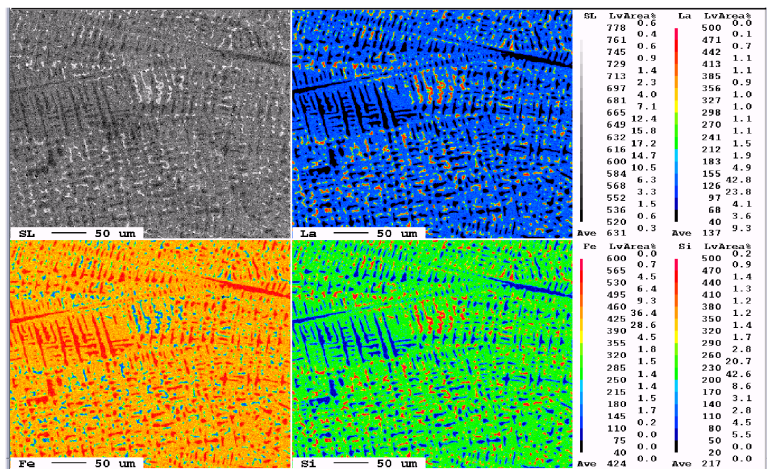 SL LvArea% 0.6 La LvArea% 0.0
778 0.4 500 0.1
761 0.6 471 0.7
745 0.9 442 1.1
729 1.4 413 1.1
713 2.3 385 0.9
697 4.0 356 1.0
681 7.1 327 1.0
665 12.4 298 1.1
649 15.8 270 1.1
632 17.2 241 1.5
616 14.7 212 1.9
600 10.5 183 4.9
584 6.3 155 42.8
568 3.3 126 23.8
552 1.5 97 4.1
536 0.6 68 3.6
520 0.3 40 9.3
Ave 631 Ave 137
SL 50 um
La 50 um
Fe LvArea% 0.0 Si LvArea% 0.2
600 0.7 500 0.9
565 4.5 470 1.4
530 6.4 440 1.3
495 9.3 410 1.2
460 36.4 380 1.2
425 28.6 350 1.4
390 4.5 320 1.7
355 1.8 290 2.8
320 1.5 260 20.7
285 1.4 230 42.6
250 1.4 200 8.6
215 1.5 170 3.1
180 1.7 140 2.8
145 0.2 110 4.5
110 0.0 80 5.5
75 0.0 50 0.0
40 0.0 20 0.0
Ave 424 Ave 217
Fe 50 um
Si 50 um